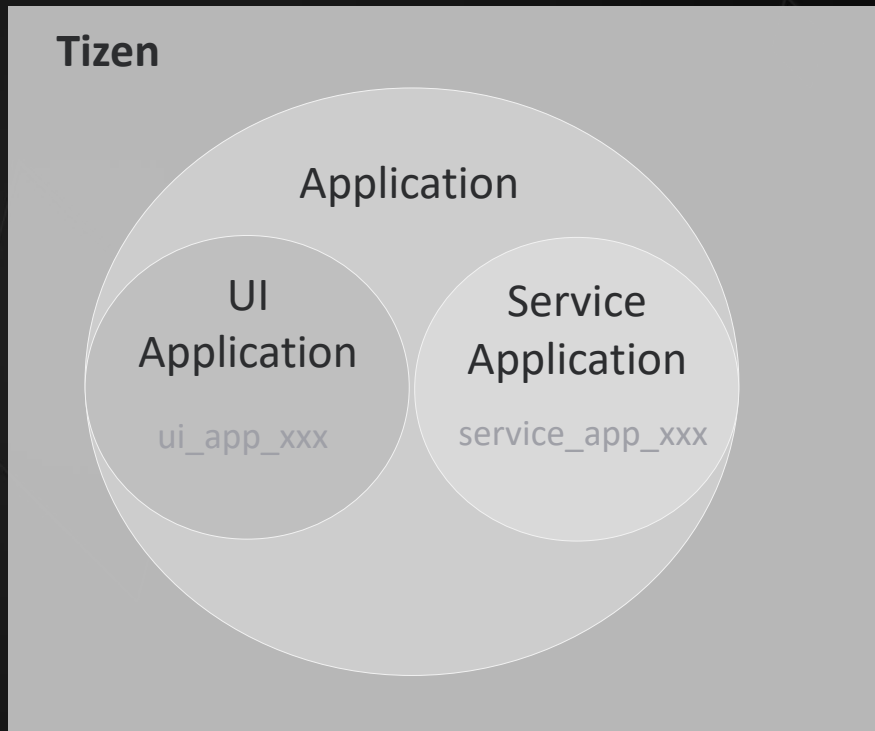 Tizen
Application
UI
Application
ui_app_xxx
Service
Application
service_app_xxx